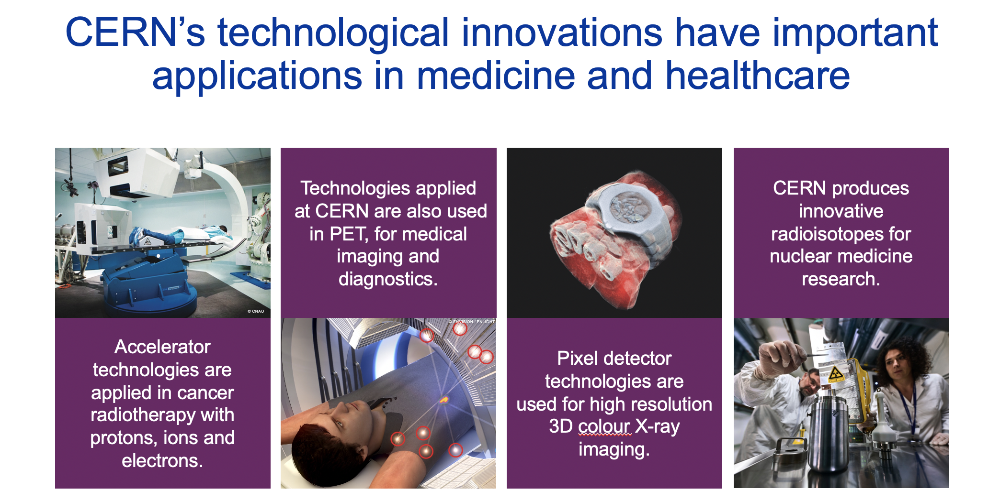 CERN’s technological innovations have important
applications in medicine and healthcare
© CNAO
Accelerator
technologies are
applied in cancer
radiotherapy with
protons, ions and
electrons.
Technologies applied
at CERN are also used
in PET, for medical
imaging and
diagnostics.
© ENVISION / ENLIGHT
Pixel detector
technologies are
used for high resolution
3D colour X-ray
imaging.
CERN produces
innovative
radioisotopes for
nuclear medicine
research.